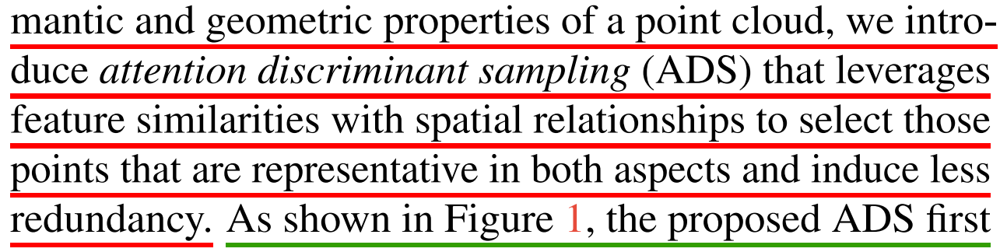 mantic and geometric properties of a point cloud, we intro-
duce attention discriminant sampling (ADS) that leverages
feature similarities with spatial relationships to select those
points that are representative in both aspects and induce less
redundancy. As shown in Figure 1, the proposed ADS first